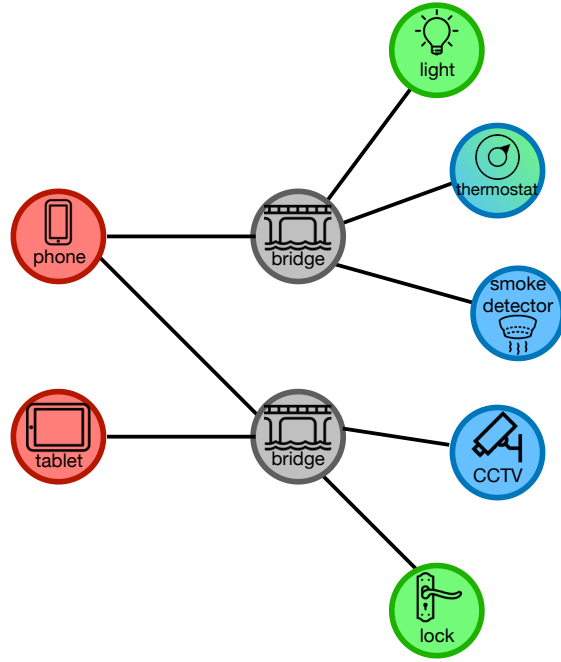 light
thermostat
phone
bridge
smoke
detector
tablet
bridge
CCTV
lock